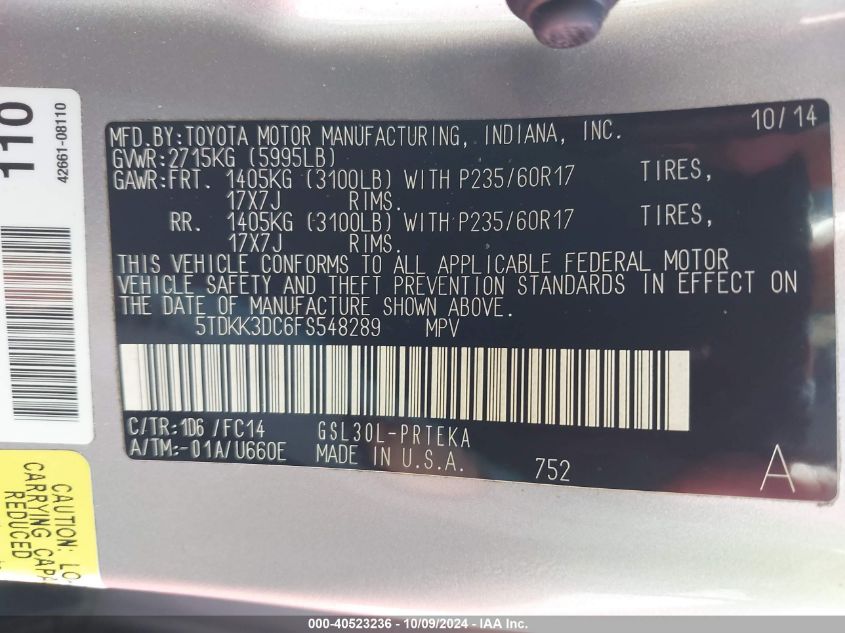 110
42661-08110
MFD.BY:TOYOTA MOTOR MANUFACTURING, INDIANA, INC. 10/14
GVWR:2715KG (5995LB)
GAWR:FRT. 1405KG (3100LB) WITH P235/60R17 TIRES,
17X7J RIMS.
RR. 1405KG (3100LB) WITH P235/60R17 TIRES,
17X7J RIMS.
THIS VEHICLE CONFORMS TO ALL APPLICABLE FEDERAL MOTOR
VEHICLE SAFETY AND THEFT PREVENTION STANDARDS IN EFFECT ON
THE DATE OF MANUFACTURE SHOWN ABOVE.
5TDKK3DC6FS548289 MPV
C/TR:1D6 /FC14 GSL30L-PRTEKA
A/TM:-01A/U660E MADE IN U.S.A. 752 A
CAUTION: LO
CARRYING CAPA
REDUCED
000-40523236 - 10/09/2024 - IAA Inc.